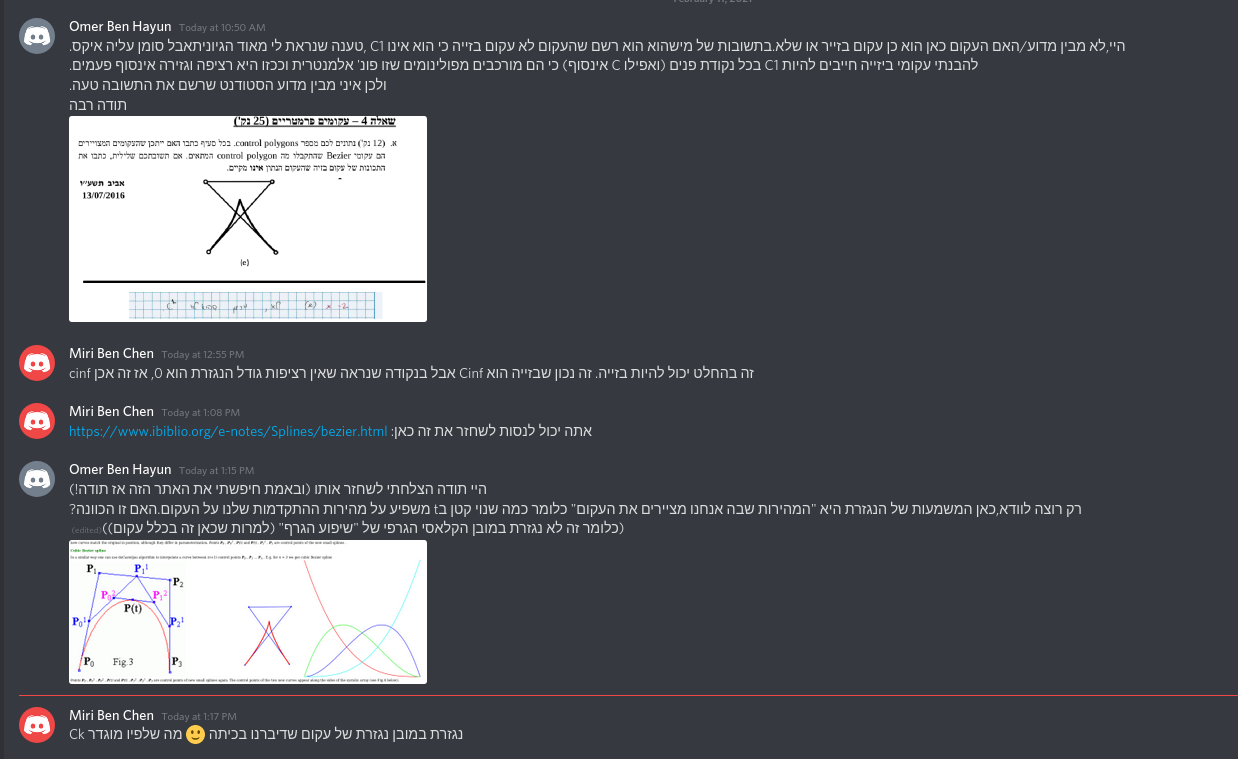 February 11, 2021
Omer Ben Hayun Today at 10:50 AM
היי,לא מבין מדוע/האם העקום כאן הוא כן עקום בזייר או שלא.בתשובות של מישהוא הוא רשם שהעקום לא עקום בזייה כי הוא אינו C1 ,טענה שנראת לי מאוד הגיוניתאבל סומן עליה איקס.
להבנתי עקומי ביזייה חייבים להיות C1 בכל נקודת פנים (ואפילו C אינסוף) כי הם מורכבים מפולינומים שזו פונ' אלמנטרית וככזו היא רציפה וגזירה אינסוף פעמים.
ולכן איני מבין מדוע הסטודנט שרשם את התשובה טעה.
תודה רבה
שאלה 4 – עקומים פרמטריים (25 נק')
א. (12 נק') נתונים לכם מספר control polygons. בכל סעיף כתבו האם ייתכן שהעקומים המצויירים
הם עקומי Bezier שהתקבלו מה control polygon המתאים. אם תשובתכם שלילית, כתבו את
התכונות של עקום בזיה שהעקום הנתון אינו מקיים.
אביב תשע״ו
13/07/2016
(e)
Miri Ben Chen Today at 12:55 PM
זה בהחלט יכול להיות בזייה. זה נכון שבזייה הוא Cinf אבל בנקודה שנראה שאין רציפות גודל הנגזרת הוא 0, אז זה אכן cinf
Miri Ben Chen Today at 1:08 PM
אתה יכול לנסות לשחזר את זה כאן: https://www.ibiblio.org/e-notes/Splines/bezier.html
Omer Ben Hayun Today at 1:15 PM
היי תודה הצלחתי לשחזר אותו (ובאמת חיפשתי את האתר הזה אז תודה!)
רק רוצה לוודא,כאן המשמעות של הנגזרת היא "המהירות שבה אנחנו מציירים את העקום" כלומר כמה שנוי קטן בt משפיע על מהירות ההתקדמות שלנו על העקום.האם זו הכוונה?
(כלומר זה לא נגזרת במובן הקלאסי הגרפי של "שיפוע הגרף" (למרות שכאן זה בכלל עקום)) (edited)
Cubic Bezier spline
P1 P1^1 P2
P0^2 P1^2
P(t)
P0^1 P2^1
P0 Fig.3 P3
Miri Ben Chen Today at 1:17 PM
נגזרת במובן נגזרת של עקום שדיברנו בכיתה 🙂 מה שלפיו מוגדר Ck